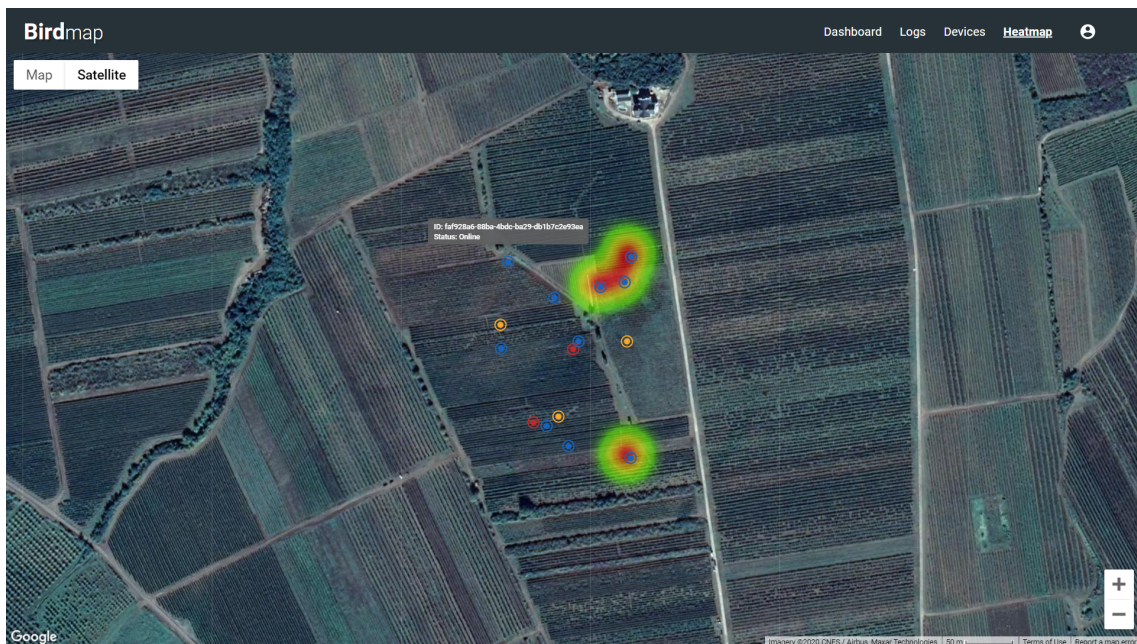 Birdmap
Dashboard Logs Devices Heatmap
Map Satellite
ID: faf928a6-88ba-4bdc-ba29-db1b7c2e93ea
Status: Online
Google
Imagery ©2020 CNES / Airbus, Maxar Technologies 50 m Terms of Use Report a map error